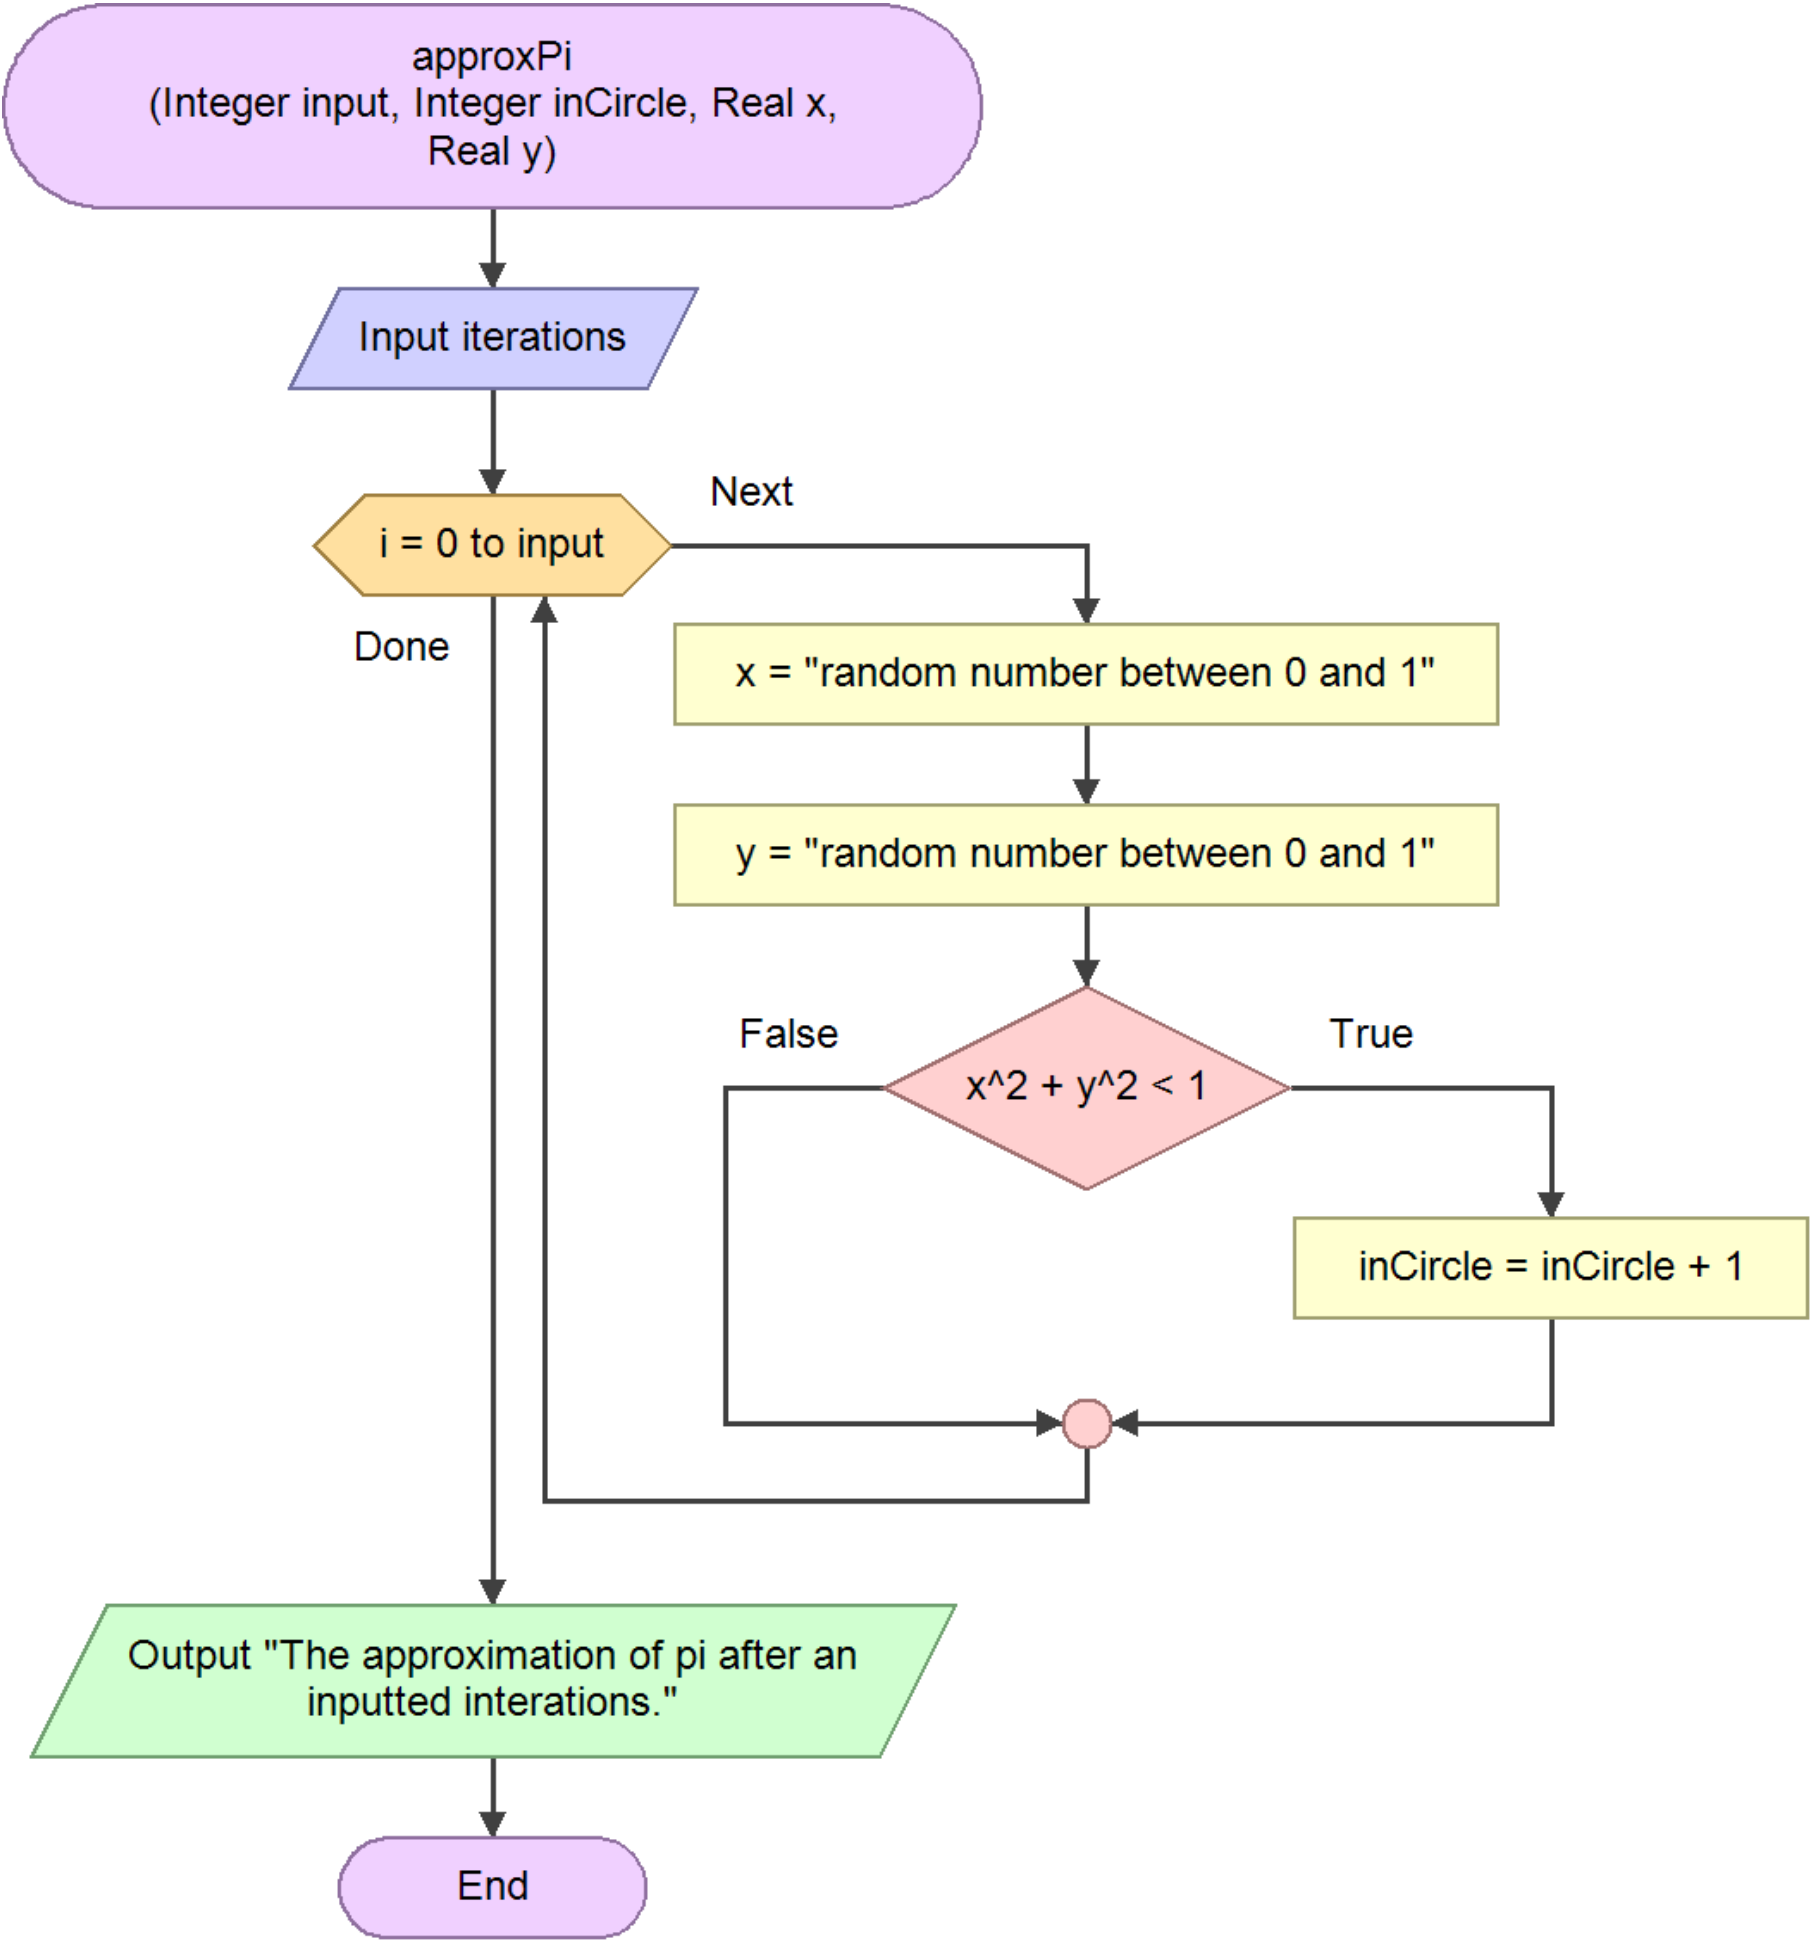 approxPi
(Integer input, Integer inCircle, Real x,
Real y)
Input iterations
i = 0 to input
Next
Done
x = "random number between 0 and 1"
y = "random number between 0 and 1"
False
x^2 + y^2 < 1
True
inCircle = inCircle + 1
Output "The approximation of pi after an
inputted interations."
End